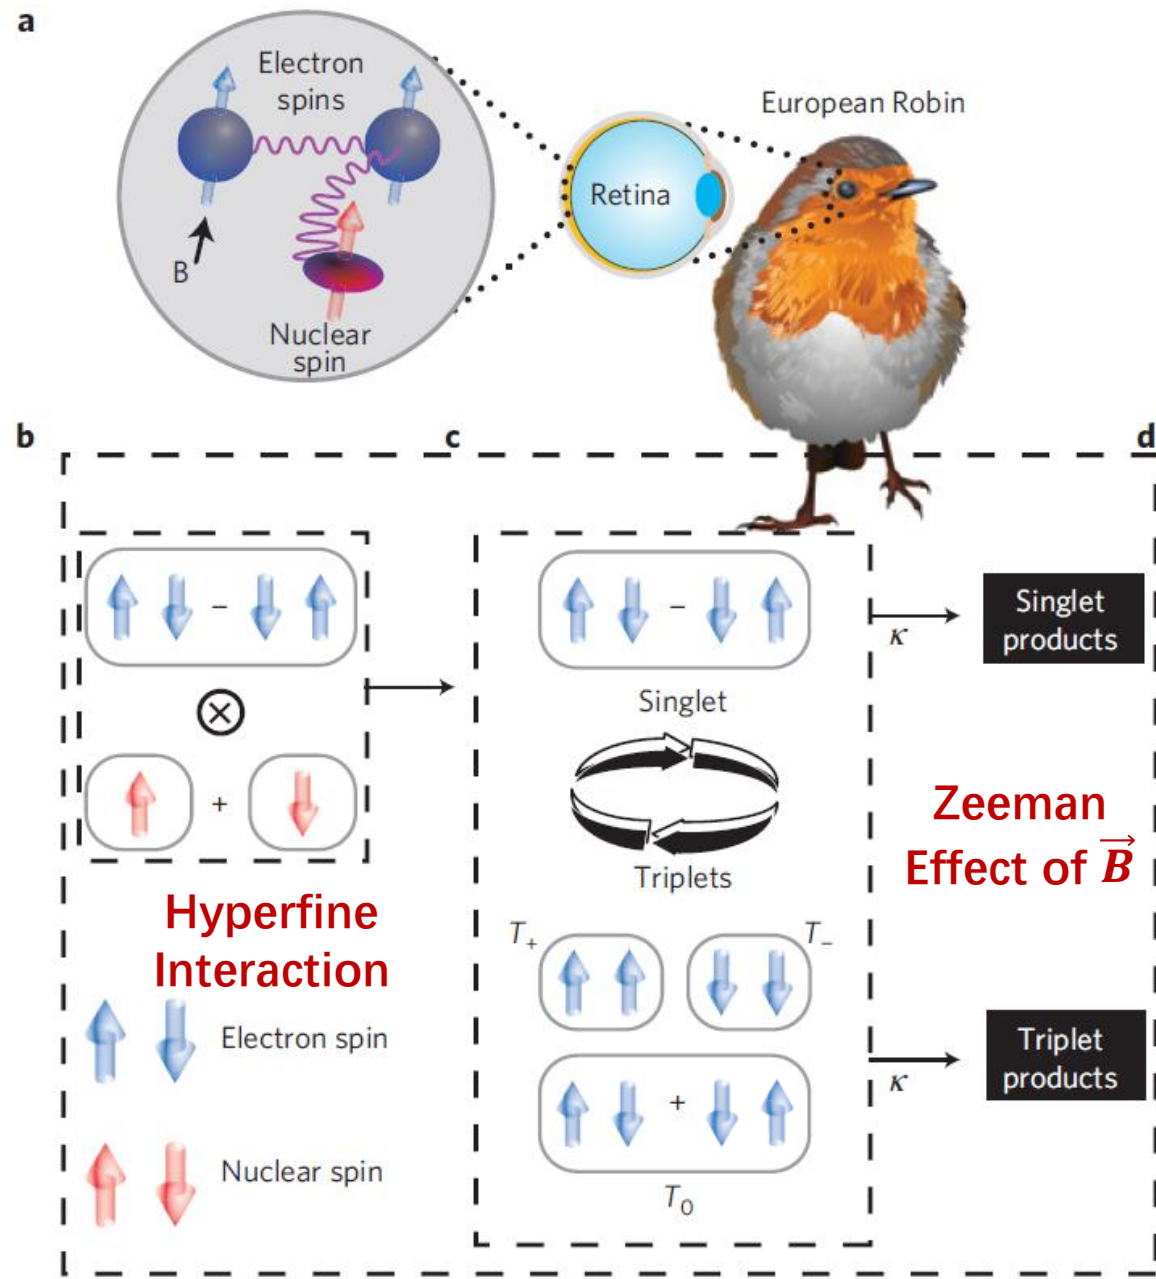 a
Electron
spins
B
Nuclear
spin
Retina
European Robin
b
c
d
−
⊗
+
Hyperfine
Interaction
Electron spin
Nuclear spin
−
Singlet
Triplets
T₊
T₋
+
T₀
κ
Singlet
products
Zeeman
Effect of B⃗
κ
Triplet
products